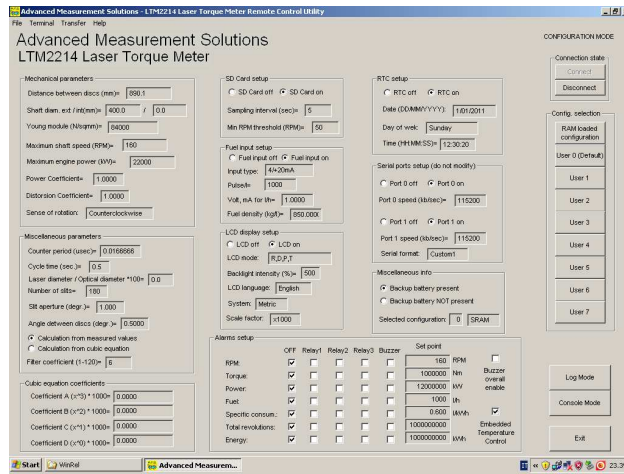 Advanced Measurement Solutions - LTM2214 Laser Torque Meter Remote Control Utility
File Terminal Transfer Help
Advanced Measurement Solutions
LTM2214 Laser Torque Meter
CONFIGURATION MODE
Connection state
Connect
Disconnect
Mechanical parameters
Distance between discs (mm)= 890.1
Shaft diam. ext / int(mm)= 400.0 / 0.0
Young module (N/sqmm)= 84000
Maximum shaft speed (RPM)= 160
Maximum engine power (kW)= 22000
Power Coefficient= 1.0000
Distorsion Coefficient= 1.0000
Sense of rotation: Counterclockwise
Miscellaneous parameters
Counter period (usec)= 0.0166666
Cycle time (sec.)= 0.5
Laser diameter / Optical diameter *100= 0.0
Number of slits= 180
Slit aperture (degr.)= 1.000
Angle detween discs (degr.)= 0.5000
Calculation from measured values
Calculation from cubic equation
Filter coefficient (1-120)= 6
Cubic equation coefficients
Coefficient A (x^3) * 1000= 0.0000
Coefficient B (x^2) * 1000= 0.0000
Coefficient C (x^1) * 1000= 0.0000
Coefficient D (x^0) * 1000= 0.0000
SD Card setup
SD Card off SD Card on
Sampling interval (sec)= 5
Min RPM threshold (RPM)= 50
Fuel input setup
Fuel input off Fuel input on
Input type: 4/+20mA
Pulse/l= 1000
Volt, mA for l/h= 1.0000
Fuel density (kg/l)= 850.000
LCD display setup
LCD off LCD on
LCD mode: R,D,P,T
Backlight intensity (%)= 500
LCD language: English
System: Metric
Scale factor: x1000
RTC setup
RTC off RTC on
Date (DD/MM/YYYY): 1/01/2011
Day of wek: Sunday
Time (HH:MM:SS)= 12:30:20
Serial ports setup (do not modify)
Port 0 off Port 0 on
Port 0 speed (kb/sec)= 115200
Port 1 off Port 1 on
Port 1 speed (kb/sec)= 115200
Serial format: Custom1
Miscellaneous info
Backup battery present
Backup battery NOT present
Selected configuration: 0 SRAM
Alarms setup
OFF Relay1 Relay2 Relay3 Buzzer Set point
RPM: 160 RPM
Torque: 1000000 Nm
Power: 12000000 kW
Fuel: 1000 l/h
Specific consum.: 0.600 l/kWh
Total revolutions: 1000000000
Energy: 1000000000 kWh
Buzzer overall enable
Embedded Temperature Control
Config. selection
RAM loaded configuration
User 0 (Default)
User 1
User 2
User 3
User 4
User 5
User 6
User 7
Log Mode
Console Mode
Exit
Start WinRel Advanced Measurem... 23.3